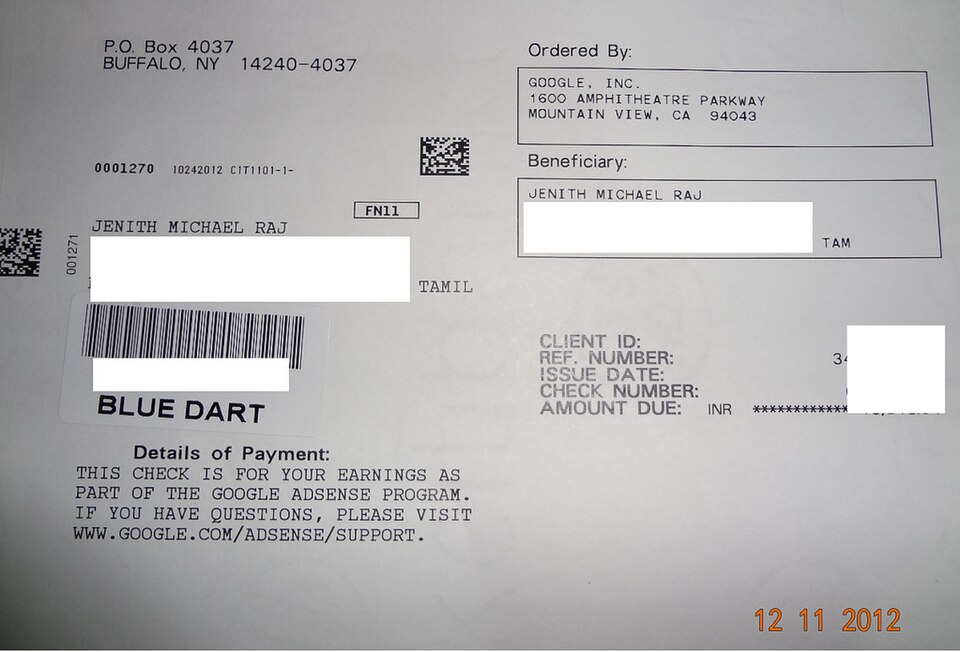 P.O. Box 4037
BUFFALO, NY 14240-4037
0001270 10242012 C1T1101-1-
FN11
001271
JENITH MICHAEL RAJ
TAMIL
BLUE DART
Details of Payment:
THIS CHECK IS FOR YOUR EARNINGS AS
PART OF THE GOOGLE ADSENSE PROGRAM.
IF YOU HAVE QUESTIONS, PLEASE VISIT
WWW.GOOGLE.COM/ADSENSE/SUPPORT.
Ordered By:
GOOGLE, INC.
1600 AMPHITHEATRE PARKWAY
MOUNTAIN VIEW, CA 94043
Beneficiary:
JENITH MICHAEL RAJ
TAM
CLIENT ID:
REF. NUMBER: 34
ISSUE DATE:
CHECK NUMBER:
AMOUNT DUE: INR ************
12 11 2012